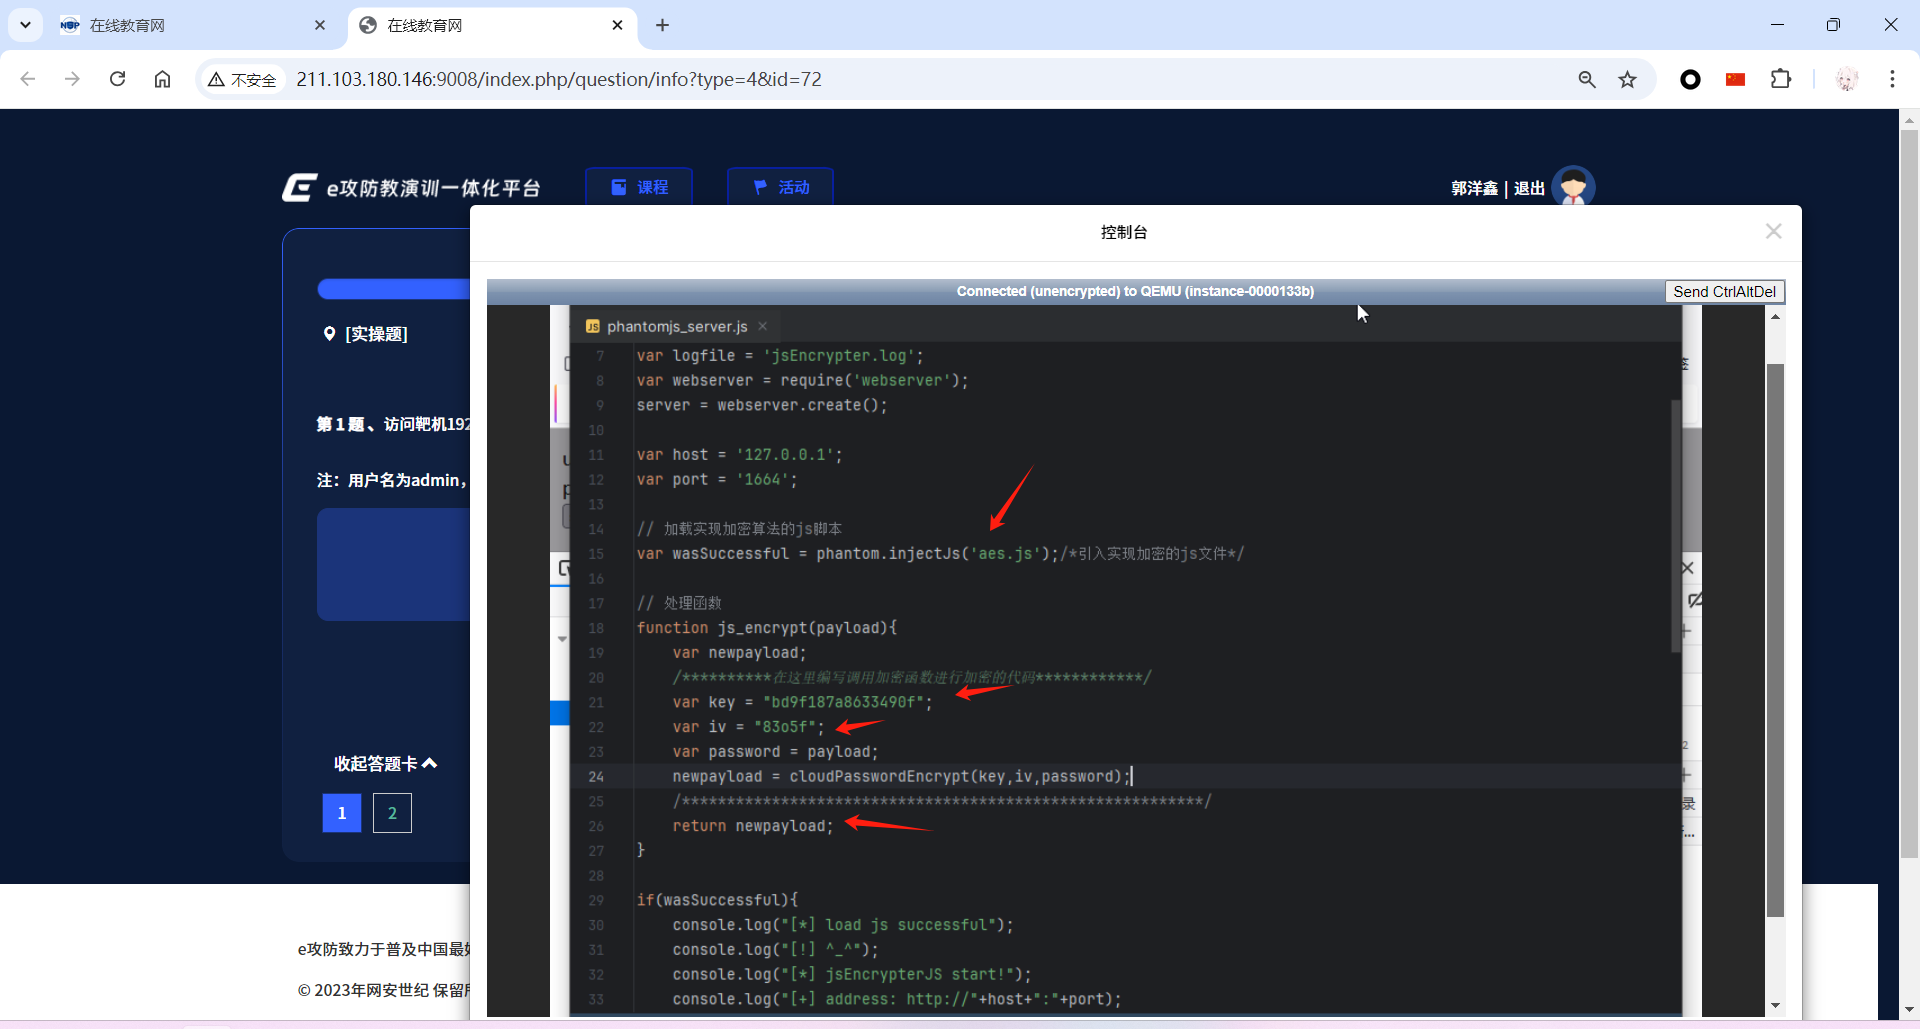 在线教育网
在线教育网
不安全
211.103.180.146:9008/index.php/question/info?type=4&id=72
e攻防教演训一体化平台
课程
活动
郭洋鑫 | 退出
控制台
Connected (unencrypted) to QEMU (instance-0000133b)
Send CtrlAltDel
[实操题]
第1题、访问靶机192
注：用户名为admin，
收起答题卡
1
2
e攻防致力于普及中国最
© 2023年网安世纪 保留
JS phantomjs_server.js
7 var logfile = 'jsEncrypter.log';
8 var webserver = require('webserver');
9 server = webserver.create();
10
11 var host = '127.0.0.1';
12 var port = '1664';
13
14 // 加载实现加密算法的js脚本
15 var wasSuccessful = phantom.injectJs('aes.js');/*引入实现加密的js文件*/
16
17 // 处理函数
18 function js_encrypt(payload){
19 var newpayload;
20 /**********在这里编写调用加密函数进行加密的代码************/
21 var key = "bd9f187a8633490f";
22 var iv = "83o5f";
23 var password = payload;
24 newpayload = cloudPasswordEncrypt(key,iv,password);
25 /**********************************************************/
26 return newpayload;
27 }
28
29 if(wasSuccessful){
30 console.log("[*] load js successful");
31 console.log("[!] ^_^");
32 console.log("[*] jsEncrypterJS start!");
33 console.log("[+] address: http://"+host+":"+port);
2
录